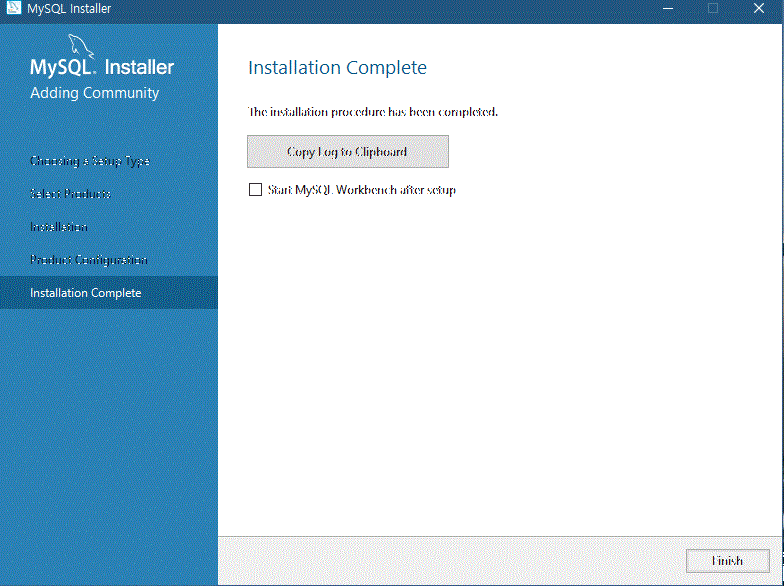 MySQL Installer
MySQL. Installer
Adding Community
Choosing a Setup Type
Select Products
Installation
Product Configuration
Installation Complete
Installation Complete
The installation procedure has been completed.
Copy Log to Clipboard
Start MySQL Workbench after setup
Finish